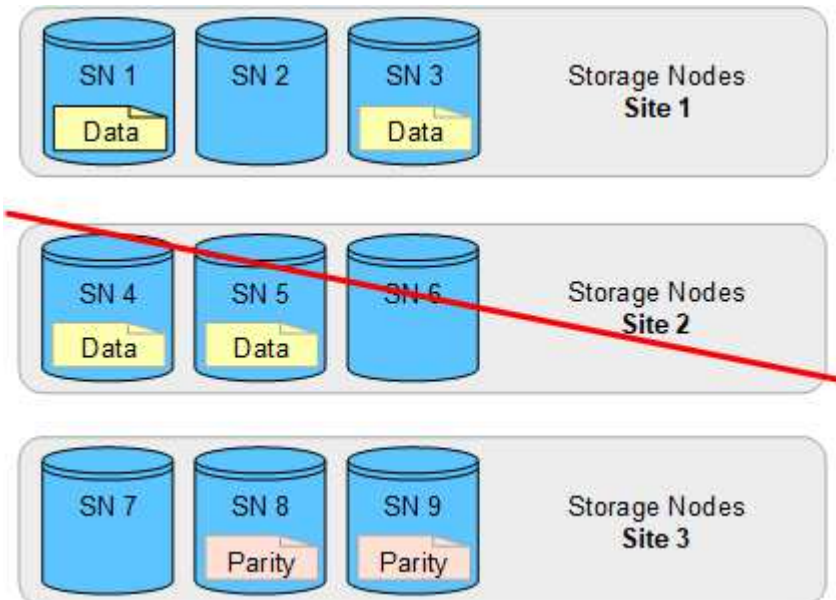 SN 1 SN 2 SN 3 Storage Nodes
Site 1
Data Data
SN 4 SN 5 SN 6 Storage Nodes
Site 2
Data Data
SN 7 SN 8 SN 9 Storage Nodes
Site 3
Parity Parity